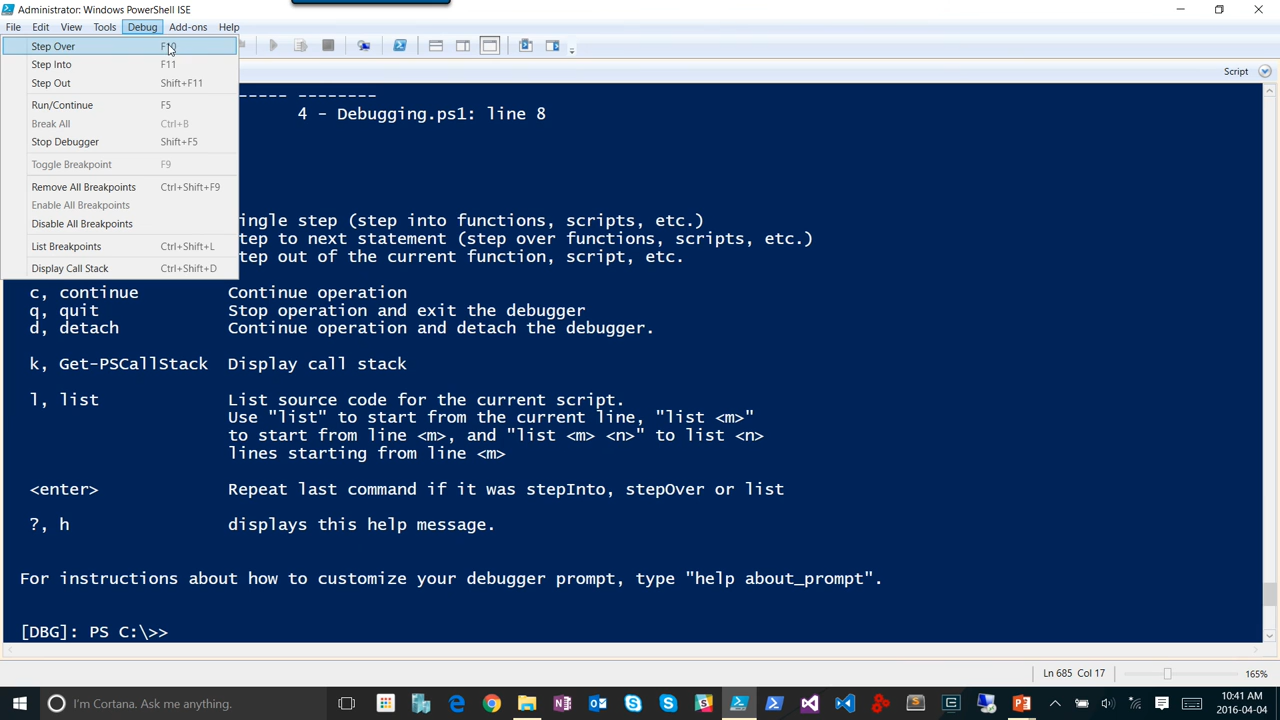 Administrator: Windows PowerShell ISE
File Edit View Tools Debug Add-ons Help
Step Over
Step Into F11
Step Out Shift+F11
Run/Continue F5
Break All Ctrl+B
Stop Debugger Shift+F5
Toggle Breakpoint F9
Remove All Breakpoints Ctrl+Shift+F9
Enable All Breakpoints
Disable All Breakpoints
List Breakpoints Ctrl+Shift+L
Display Call Stack Ctrl+Shift+D
Script
----- --------
4 - Debugging.ps1: line 8
ingle step (step into functions, scripts, etc.)
tep to next statement (step over functions, scripts, etc.)
tep out of the current function, script, etc.
c, continue Continue operation
q, quit Stop operation and exit the debugger
d, detach Continue operation and detach the debugger.
k, Get-PSCallStack Display call stack
l, list List source code for the current script.
Use "list" to start from the current line, "list <m>"
to start from line <m>, and "list <m> <n>" to list <n>
lines starting from line <m>
<enter> Repeat last command if it was stepInto, stepOver or list
?, h displays this help message.
For instructions about how to customize your debugger prompt, type "help about_prompt".
[DBG]: PS C:\>>
Ln 685 Col 17 165%
I'm Cortana. Ask me anything.
10:41 AM
2016-04-04